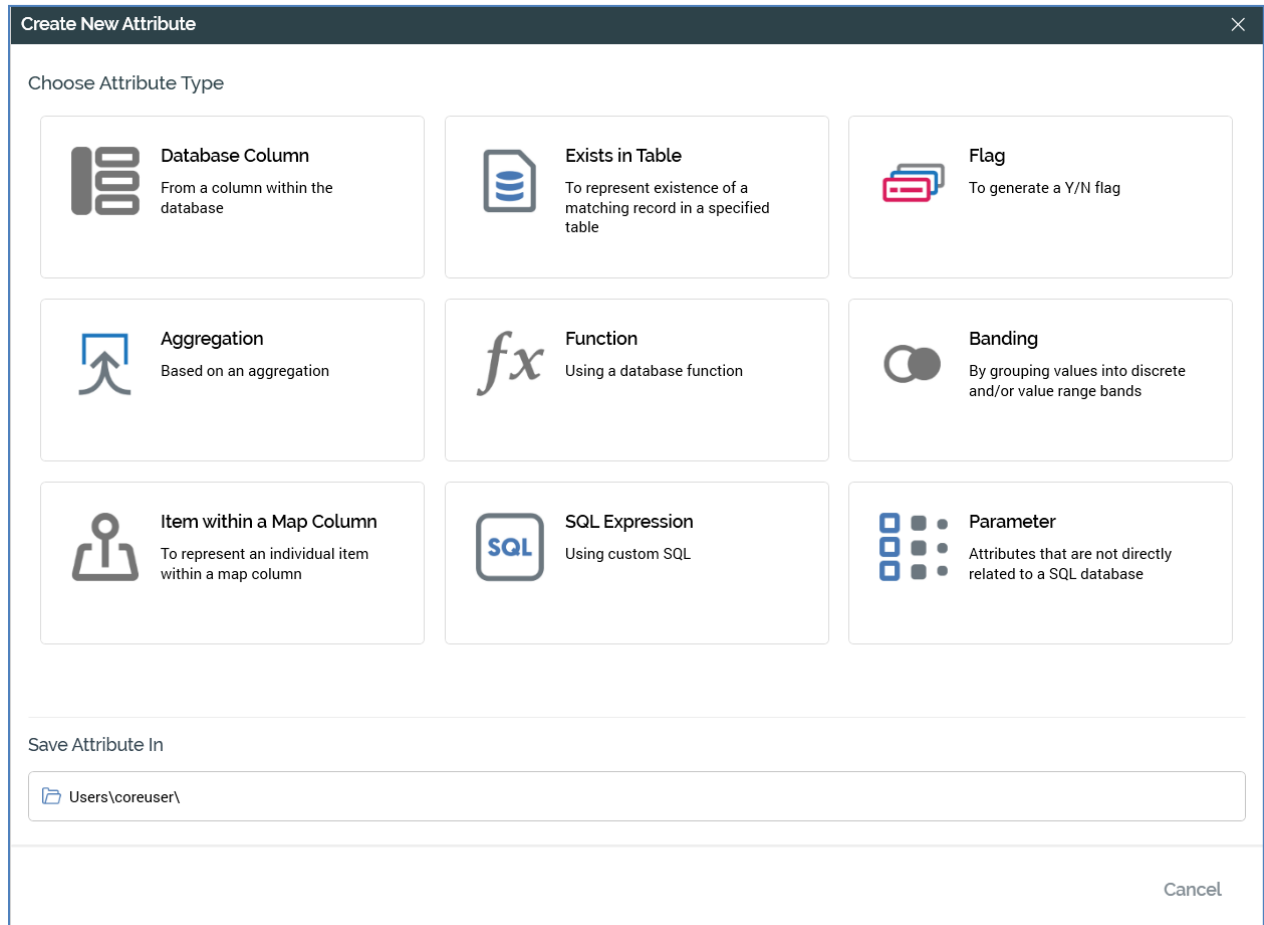 Create New Attribute
Choose Attribute Type
Database Column
From a column within the
database
Exists in Table
To represent existence of a
matching record in a specified
table
Flag
To generate a Y/N flag
Aggregation
Based on an aggregation
fx
Function
Using a database function
Banding
By grouping values into discrete
and/or value range bands
Item within a Map Column
To represent an individual item
within a map column
SQL
SQL Expression
Using custom SQL
Parameter
Attributes that are not directly
related to a SQL database
Save Attribute In
Users\coreuser\
Cancel